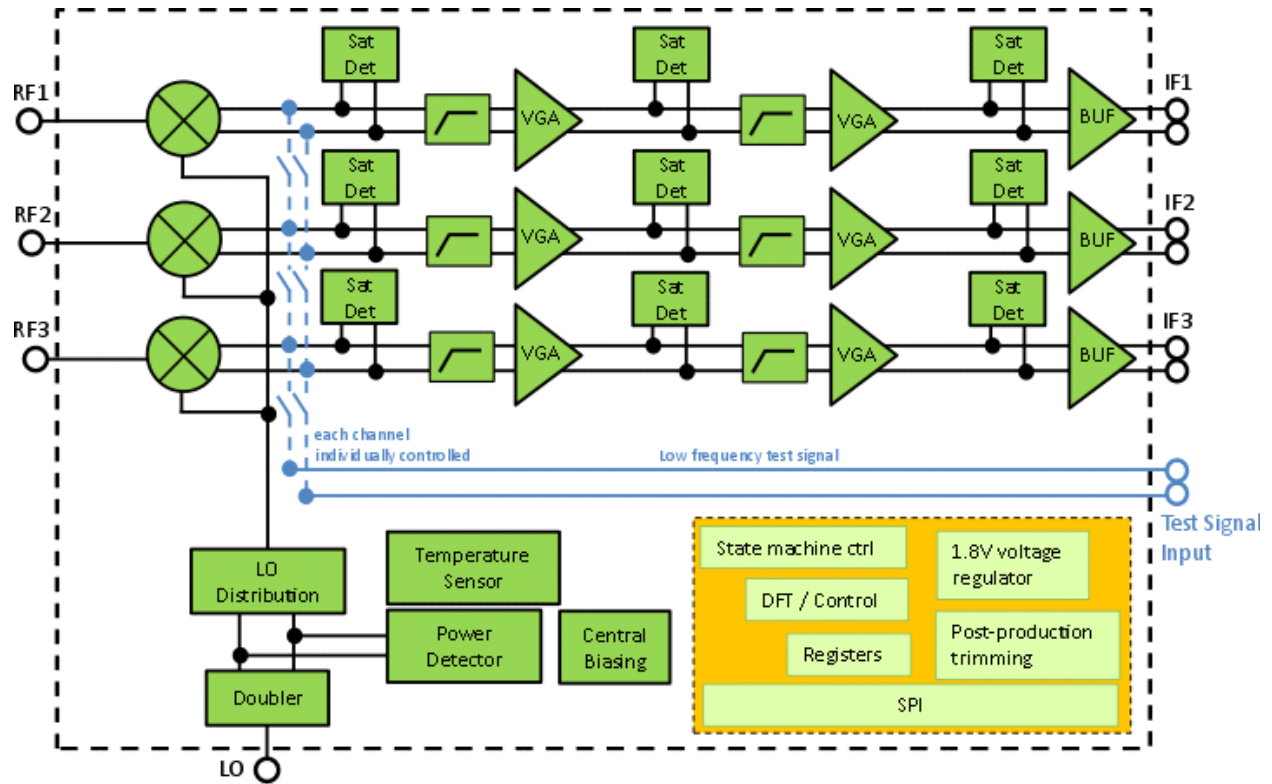 Sat
Det
Sat
Det
Sat
Det
RF1
VGA
VGA
BUF
IF1
Sat
Det
Sat
Det
Sat
Det
RF2
VGA
VGA
BUF
IF2
Sat
Det
Sat
Det
Sat
Det
RF3
VGA
VGA
BUF
IF3
each channel
individually controlled
Low frequency test signal
Test Signal
Input
LO
Distribution
Temperature
Sensor
Power
Detector
Central
Biasing
Doubler
LO
State machine ctrl
1.8V voltage
regulator
DFT / Control
Post-production
trimming
Registers
SPI